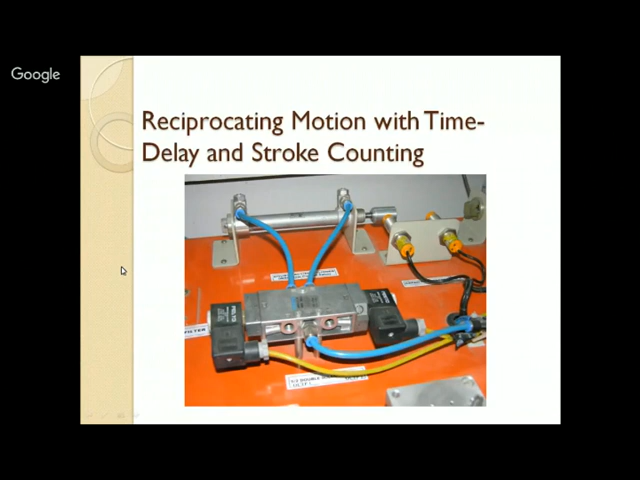 Google
Reciprocating Motion with Time-
Delay and Stroke Counting